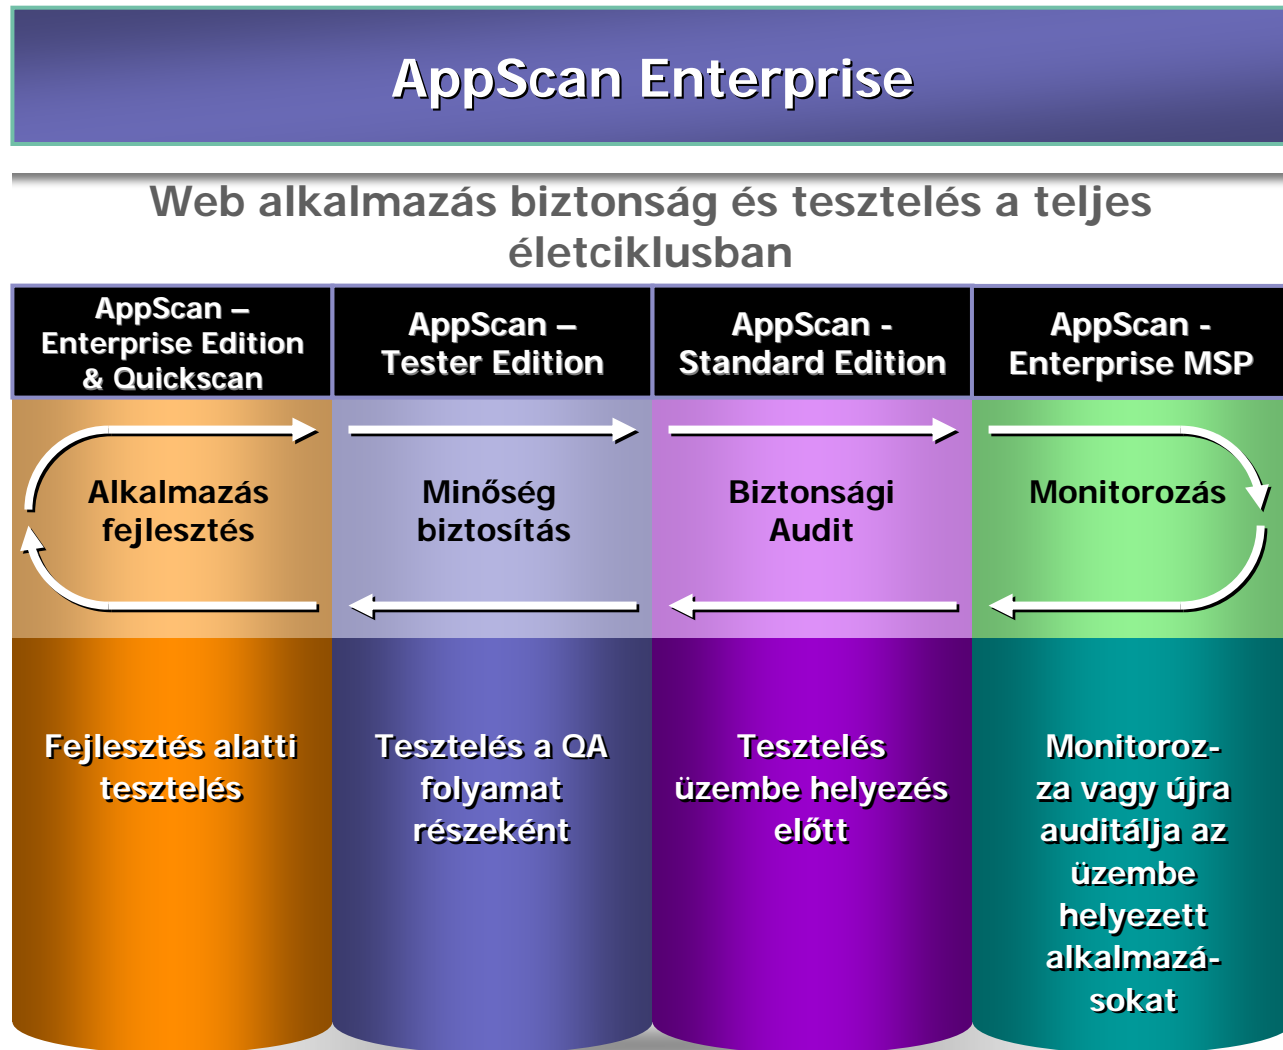 AppScan Enterprise
Web alkalmazás biztonság és tesztelés a teljes
életciklusban
AppScan –
Enterprise Edition
& Quickscan
AppScan –
Tester Edition
AppScan -
Standard Edition
AppScan -
Enterprise MSP
Alkalmazás
fejlesztés
Minőség
biztosítás
Biztonsági
Audit
Monitorozás
Fejlesztés alatti
tesztelés
Tesztelés a QA
folyamat
részeként
Tesztelés
üzembe helyezés
előtt
Monitoroz-
za vagy újra
auditálja az
üzembe
helyezett
alkalmazá-
sokat